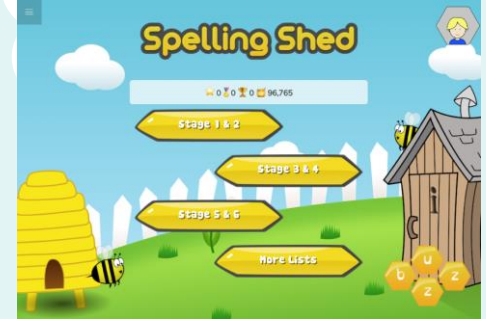 Spelling Shed
0 0 0 96,765
Stage 1 & 2
Stage 3 & 4
Stage 5 & 6
More Lists
b u z z